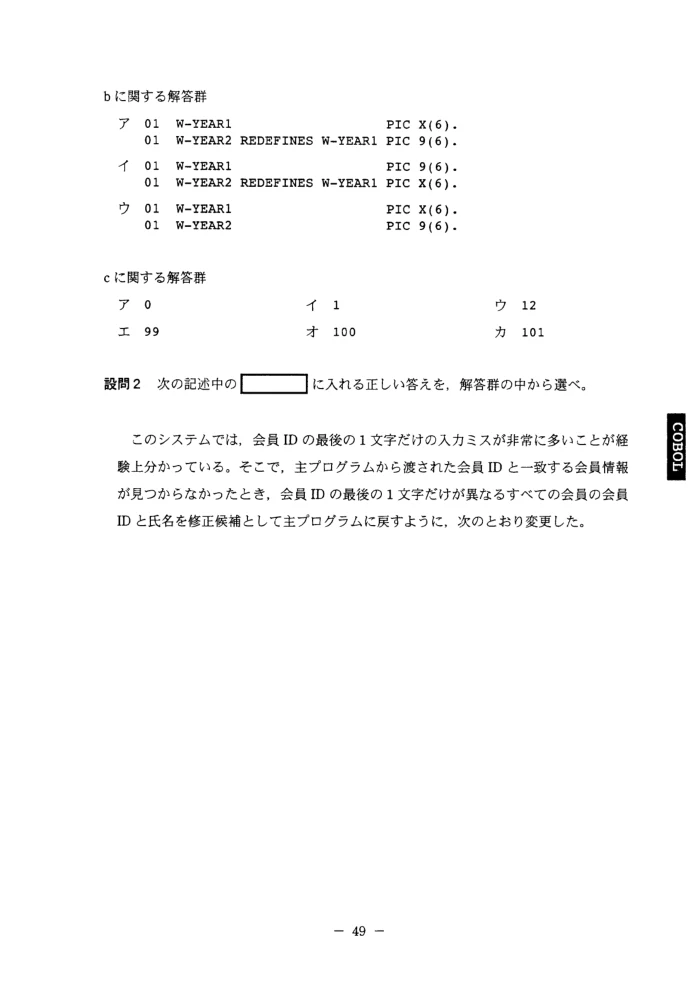 bに関する解答群
ア 01 W-YEAR1 PIC X(6).
01 W-YEAR2 REDEFINES W-YEAR1 PIC 9(6).
イ 01 W-YEAR1 PIC 9(6).
01 W-YEAR2 REDEFINES W-YEAR1 PIC X(6).
ウ 01 W-YEAR1 PIC X(6).
01 W-YEAR2 PIC 9(6).
cに関する解答群
ア 0 イ 1 ウ 12
エ 99 オ 100 カ 101
設問2 次の記述中の に入れる正しい答えを，解答群の中から選べ。
このシステムでは，会員 ID の最後の 1 文字だけの入力ミスが非常に多いことが経
験上分かっている。そこで，主プログラムから渡された会員 ID と一致する会員情報
が見つからなかったとき，会員 ID の最後の 1 文字だけが異なるすべての会員の会員
ID と氏名を修正候補として主プログラムに戻すように，次のとおり変更した。
COBOL
－ 49 －